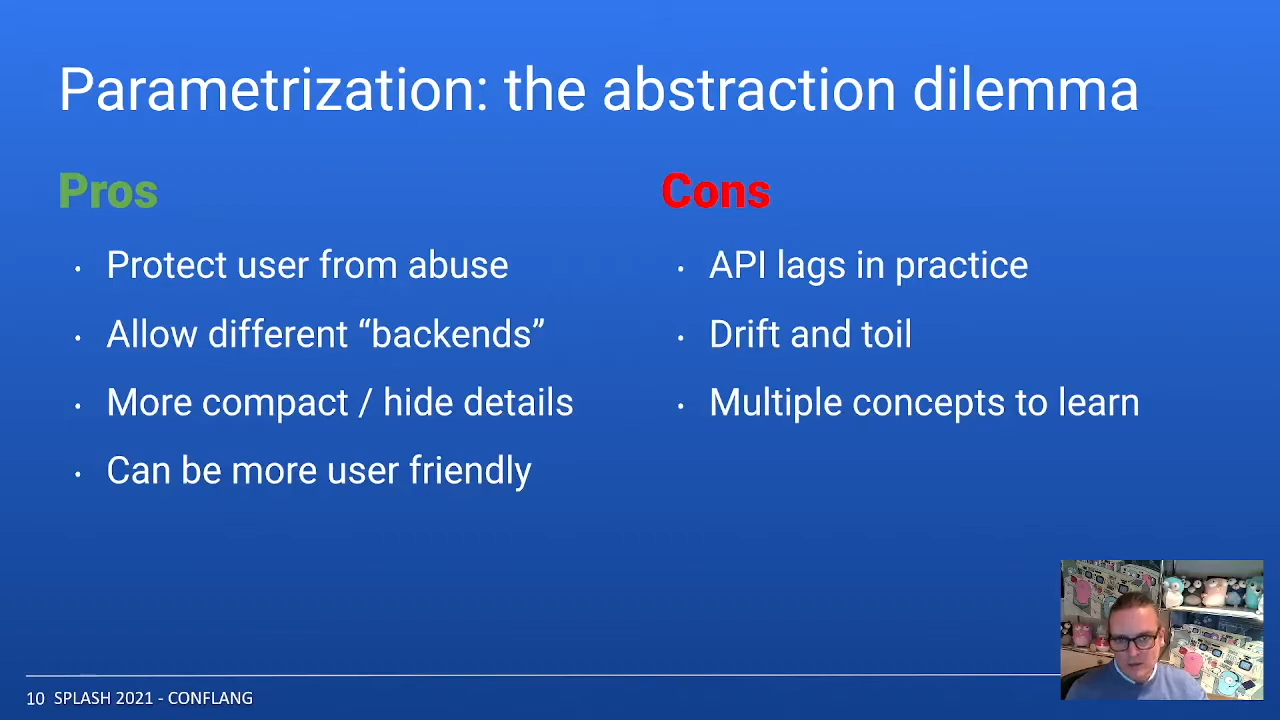 Parametrization: the abstraction dilemma
Pros
· Protect user from abuse
· Allow different “backends”
· More compact / hide details
· Can be more user friendly
Cons
· API lags in practice
· Drift and toil
· Multiple concepts to learn
10 SPLASH 2021 - CONFLANG